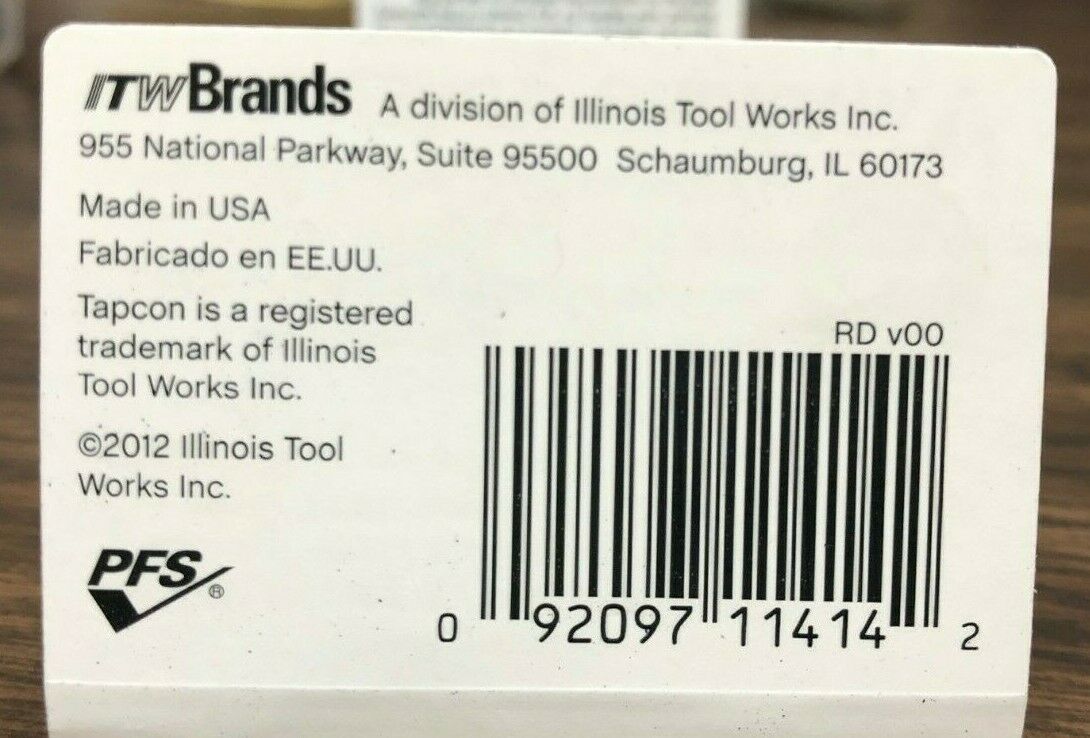 ITWBrands A division of Illinois Tool Works Inc.
955 National Parkway, Suite 95500 Schaumburg, IL 60173
Made in USA
Fabricado en EE.UU.
Tapcon is a registered
trademark of Illinois
Tool Works Inc.
©2012 Illinois Tool
Works Inc.
PFS®
RD v00
0 92097 11414 2